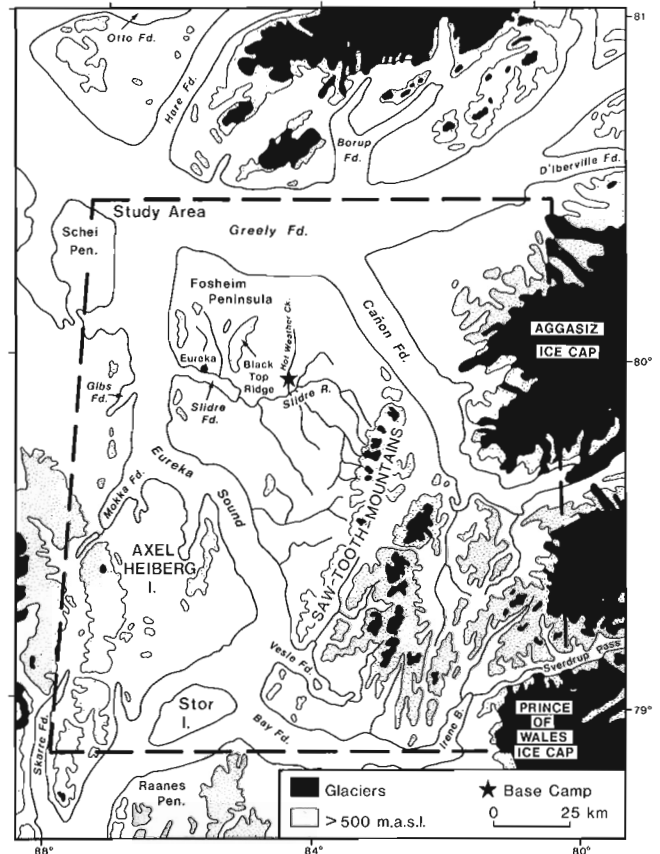 81
Otto Fd.
Hare Fd.
Borup
Fd.
D'Iberville Fd.
Study Area
Schei
Pen.
Greely Fd.
Fosheim
Peninsula
Cañon Fd.
Hot Weather Ck.
AGGASIZ
ICE CAP
80°
Eureka
Black
Top
Ridge
Gibs
Fd.
Slidre
Fd.
Slidre R.
Eureka
Sound
Mokka Fd.
SAW-TOOTH-MOUNTAINS
AXEL
HEIBERG
I.
Vesle Fd.
Sverdrup Pass
79°
Stor
I.
Bay Fd.
Irene B.
PRINCE
OF
WALES
ICE CAP
Skarre Fd.
Raanes
Pen.
Glaciers
Base Camp
> 500 m.a.s.l.
0 25 km
88°
84°
80°